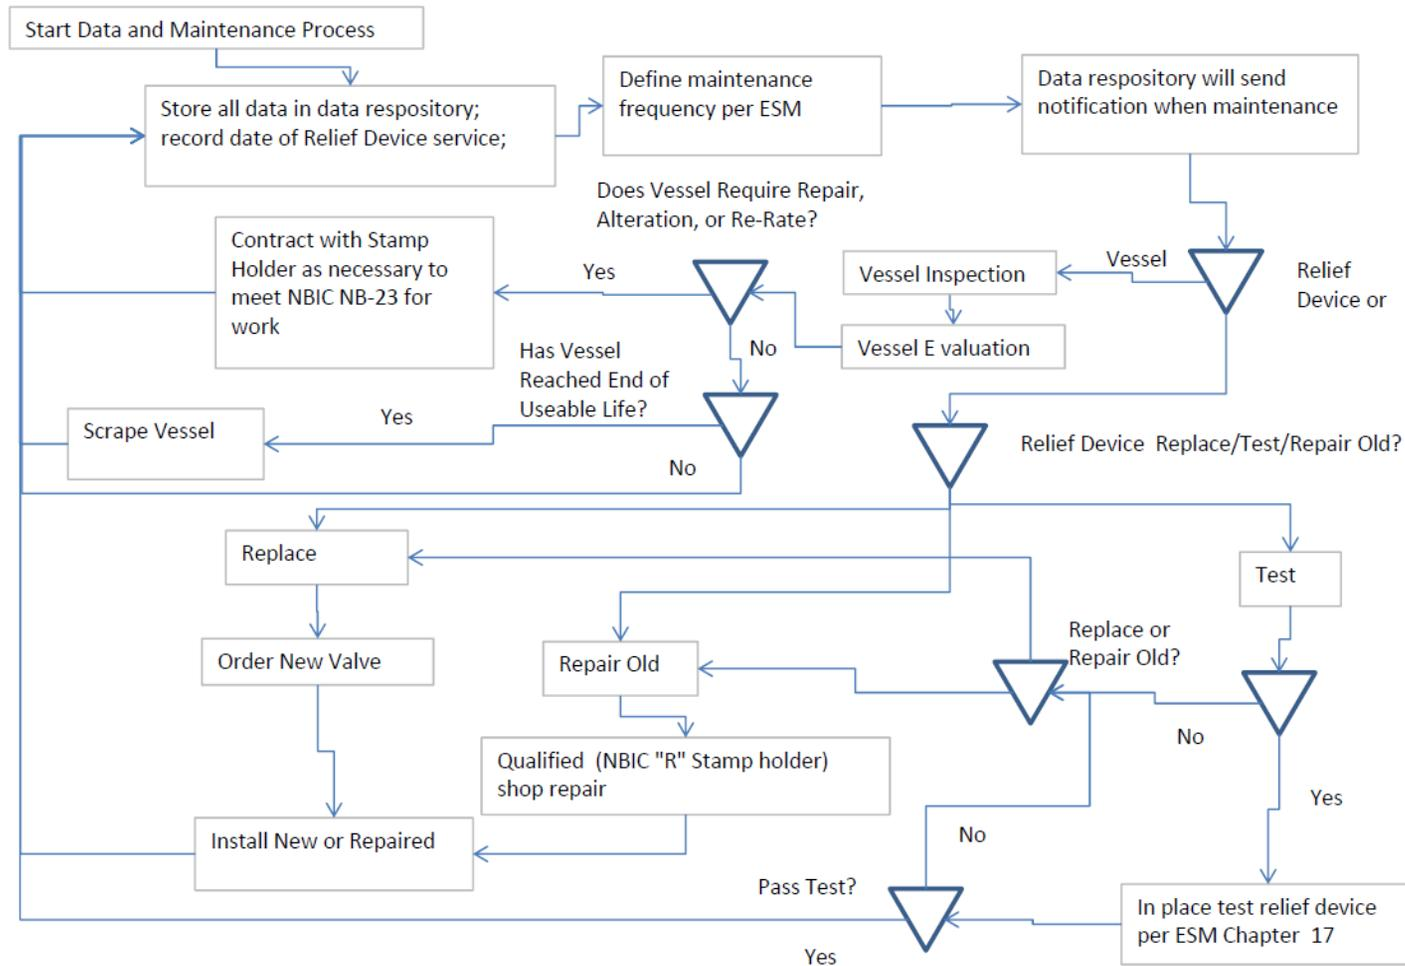 Start Data and Maintenance Process
Store all data in data respository;
record date of Relief Device service;
Define maintenance
frequency per ESM
Data respository will send
notification when maintenance
Does Vessel Require Repair,
Alteration, or Re-Rate?
Contract with Stamp
Holder as necessary to
meet NBIC NB-23 for
work
Yes
Vessel Inspection
Vessel
Relief
Device or
No
Vessel E valuation
Has Vessel
Reached End of
Useable Life?
Scrape Vessel
Yes
No
Relief Device Replace/Test/Repair Old?
Replace
Test
Order New Valve
Repair Old
Replace or
Repair Old?
No
Qualified (NBIC "R" Stamp holder)
shop repair
Yes
Install New or Repaired
No
Pass Test?
In place test relief device
per ESM Chapter 17
Yes